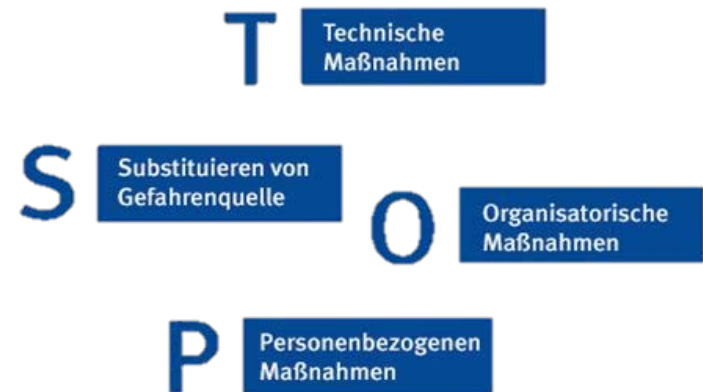 T
Technische
Maßnahmen
S
Substituieren von
Gefahrenquelle
O
Organisatorische
Maßnahmen
P
Personenbezogenen
Maßnahmen